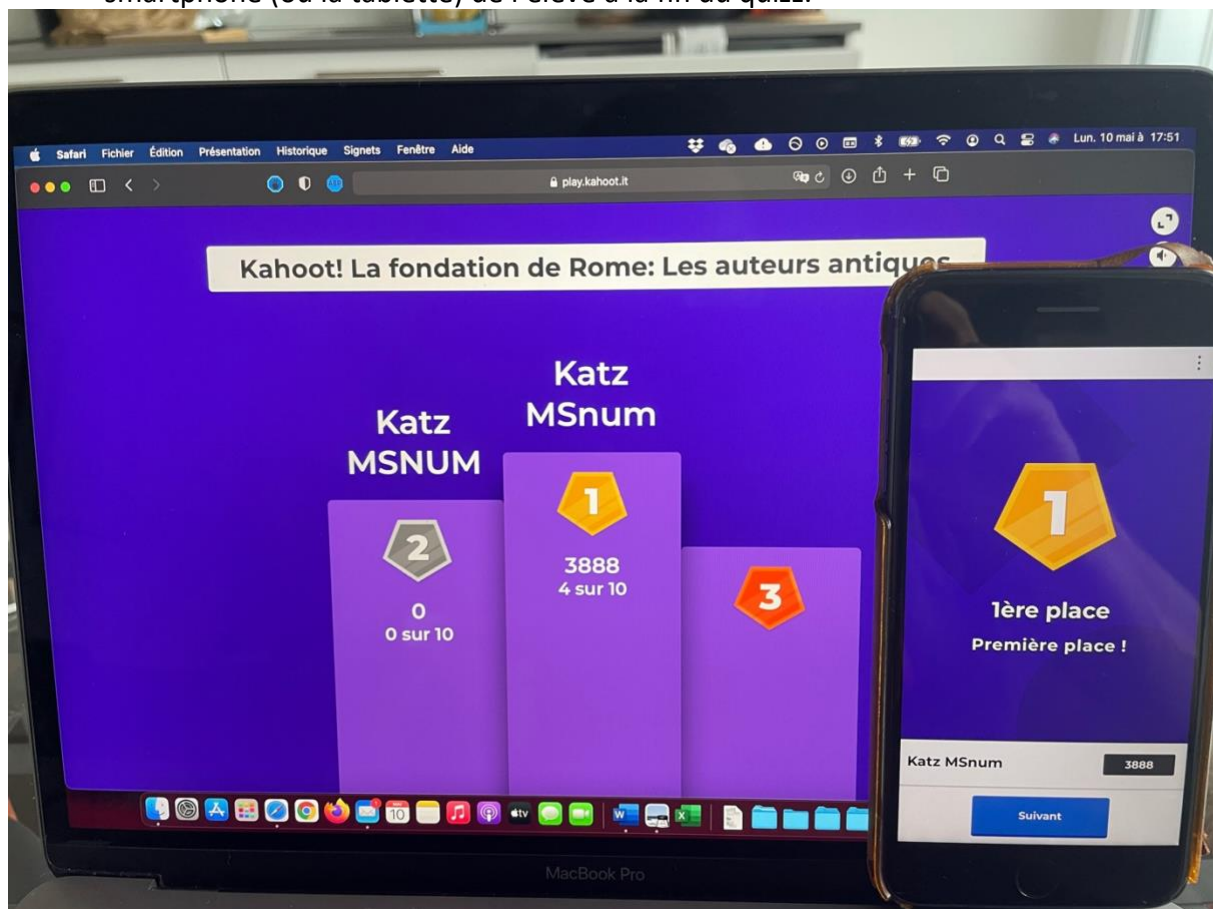 smartphone (ou la tablette) de l'élève à la fin du quizz.
Safari Fichier Édition Présentation Historique Signets Fenêtre Aide Lun. 10 mai à 17:51
play.kahoot.it
Kahoot! La fondation de Rome: Les auteurs antiques
Katz
MSnum
Katz
MSNUM
1
3888
4 sur 10
2
0
0 sur 10
3
1
1ère place
Première place !
Katz MSnum 3888
Suivant
10
tv
W
X
MacBook Pro